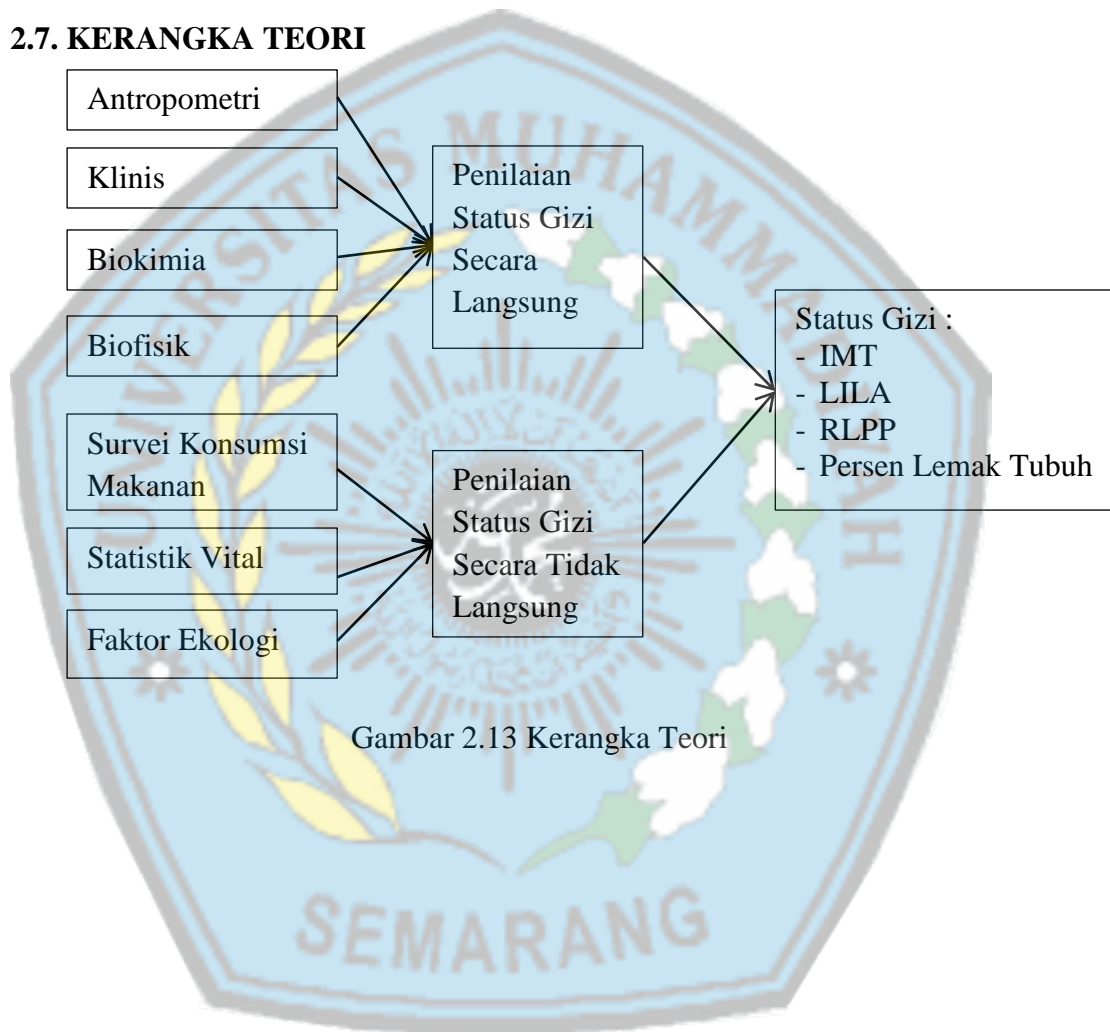 2.7. KERANGKA TEORI
Antropometri
Klinis
Biokimia
Biofisik
Survei Konsumsi
Makanan
Statistik Vital
Faktor Ekologi
Penilaian
Status Gizi
Secara
Langsung
Penilaian
Status Gizi
Secara Tidak
Langsung
Status Gizi :
- IMT
- LILA
- RLPP
- Persen Lemak Tubuh
Gambar 2.13 Kerangka Teori
UNIVERSITAS MUHAMMADIYAH
SEMARANG